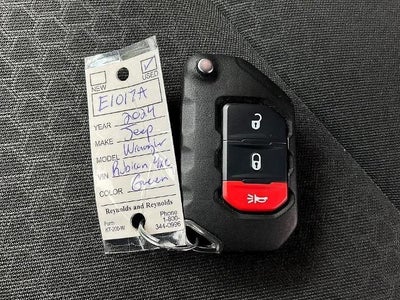 NEW
USED
E1017A
YEAR 2024
MAKE Jeep
MODEL Wrangler
VIN Rubicon 4xe
COLOR Green
Reynolds and Reynolds
Form
KT-200-W
Phone
1-800-
344-0996